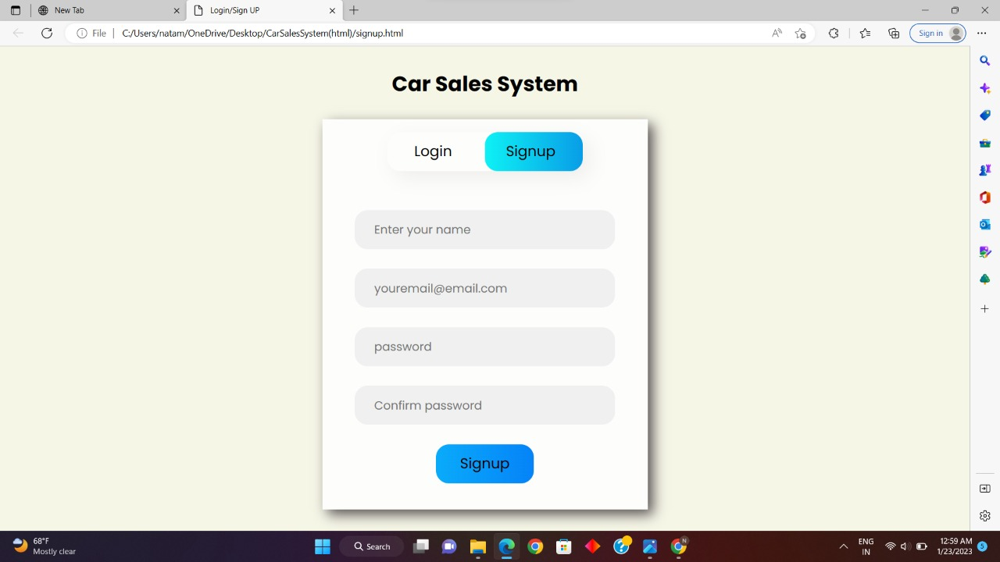 New Tab
Login/Sign UP
File
C:/Users/natam/OneDrive/Desktop/CarSalesSystem(html)/signup.html
Sign in
Car Sales System
Login
Signup
Enter your name
youremail@email.com
password
Confirm password
Signup
68°F
Mostly clear
Search
N
ENG
IN
12:59 AM
1/23/2023
5